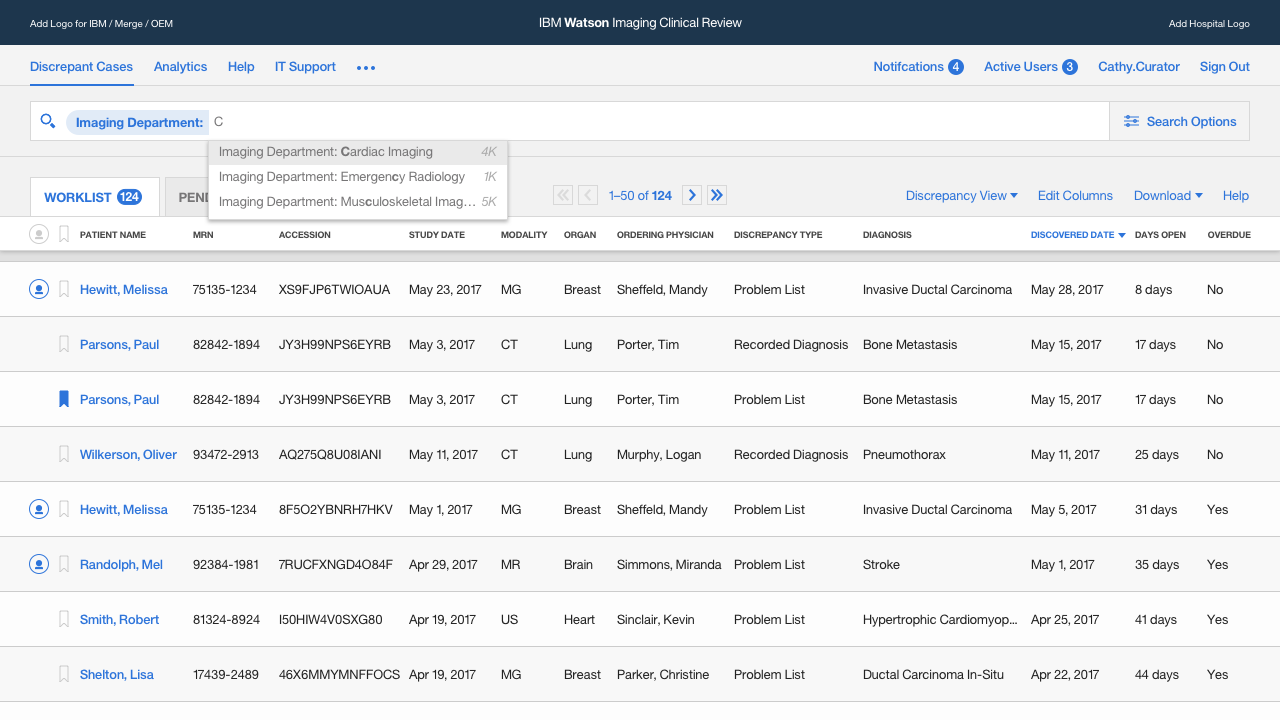 Add Logo for IBM / Merge / OEM
IBM Watson Imaging Clinical Review
Add Hospital Logo
Discrepant Cases Analytics Help IT Support
Notifcations 4 Active Users 3 Cathy.Curator Sign Out
Imaging Department: C
Search Options
Imaging Department: Cardiac Imaging 4K
Imaging Department: Emergency Radiology 1K
Imaging Department: Musculoskeletal Imag... 5K
WORKLIST 124 PEND
1–50 of 124
Discrepancy View Edit Columns Download Help
PATIENT NAME MRN ACCESSION STUDY DATE MODALITY ORGAN ORDERING PHYSICIAN DISCREPANCY TYPE DIAGNOSIS DISCOVERED DATE DAYS OPEN OVERDUE
Hewitt, Melissa 75135-1234 XS9FJP6TWIOAUA May 23, 2017 MG Breast Sheffeld, Mandy Problem List Invasive Ductal Carcinoma May 28, 2017 8 days No
Parsons, Paul 82842-1894 JY3H99NPS6EYRB May 3, 2017 CT Lung Porter, Tim Recorded Diagnosis Bone Metastasis May 15, 2017 17 days No
Parsons, Paul 82842-1894 JY3H99NPS6EYRB May 3, 2017 CT Lung Porter, Tim Problem List Bone Metastasis May 15, 2017 17 days No
Wilkerson, Oliver 93472-2913 AQ275Q8U08IANI May 11, 2017 CT Lung Murphy, Logan Recorded Diagnosis Pneumothorax May 11, 2017 25 days No
Hewitt, Melissa 75135-1234 8F5O2YBNRH7HKV May 1, 2017 MG Breast Sheffeld, Mandy Problem List Invasive Ductal Carcinoma May 5, 2017 31 days Yes
Randolph, Mel 92384-1981 7RUCFXNGD4O84F Apr 29, 2017 MR Brain Simmons, Miranda Problem List Stroke May 1, 2017 35 days Yes
Smith, Robert 81324-8924 I50HIW4V0SXG80 Apr 19, 2017 US Heart Sinclair, Kevin Problem List Hypertrophic Cardiomyop... Apr 25, 2017 41 days Yes
Shelton, Lisa 17439-2489 46X6MMYMNFFOCS Apr 19, 2017 MG Breast Parker, Christine Problem List Ductal Carcinoma In-Situ Apr 22, 2017 44 days Yes